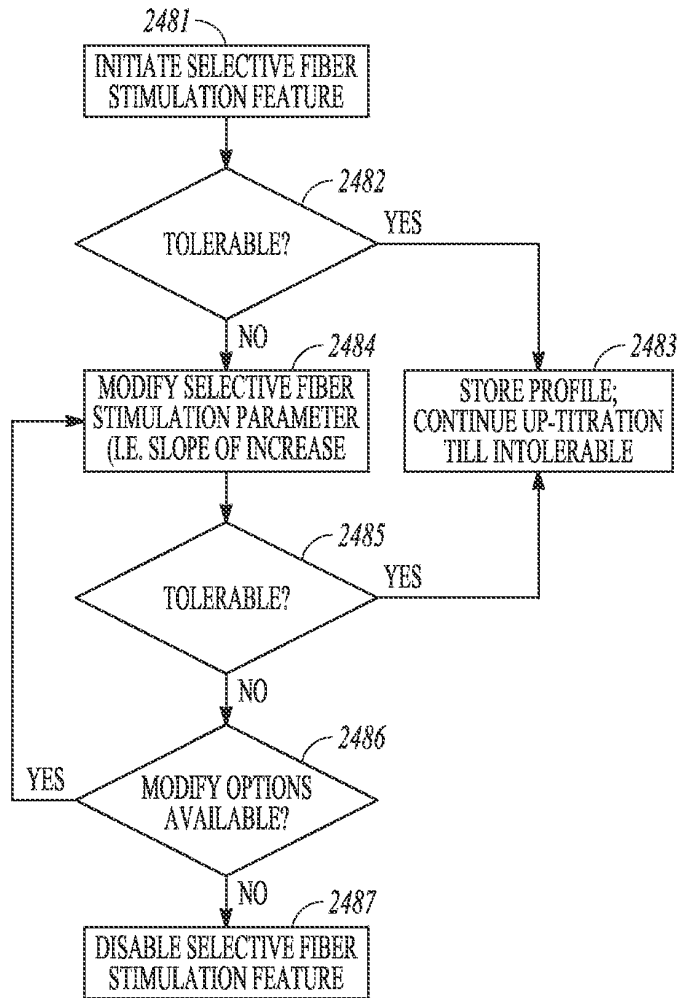 2481
INITIATE SELECTIVE FIBER
STIMULATION FEATURE
2482
TOLERABLE?
YES
NO
2484
MODIFY SELECTIVE FIBER
STIMULATION PARAMETER
(I.E. SLOPE OF INCREASE
2483
STORE PROFILE;
CONTINUE UP-TITRATION
TILL INTOLERABLE
2485
TOLERABLE?
YES
NO
2486
YES
MODIFY OPTIONS
AVAILABLE?
NO
2487
DISABLE SELECTIVE FIBER
STIMULATION FEATURE